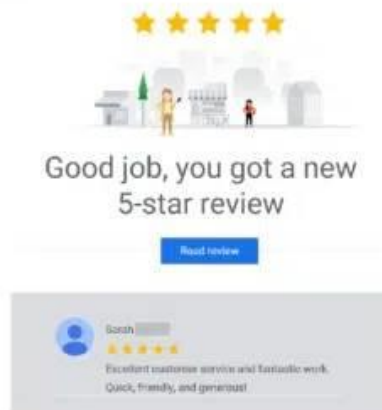 Good job, you got a new
5-star review
Read review
Sarah
Excellent customer service and fantastic work.
Quick, friendly, and generous!